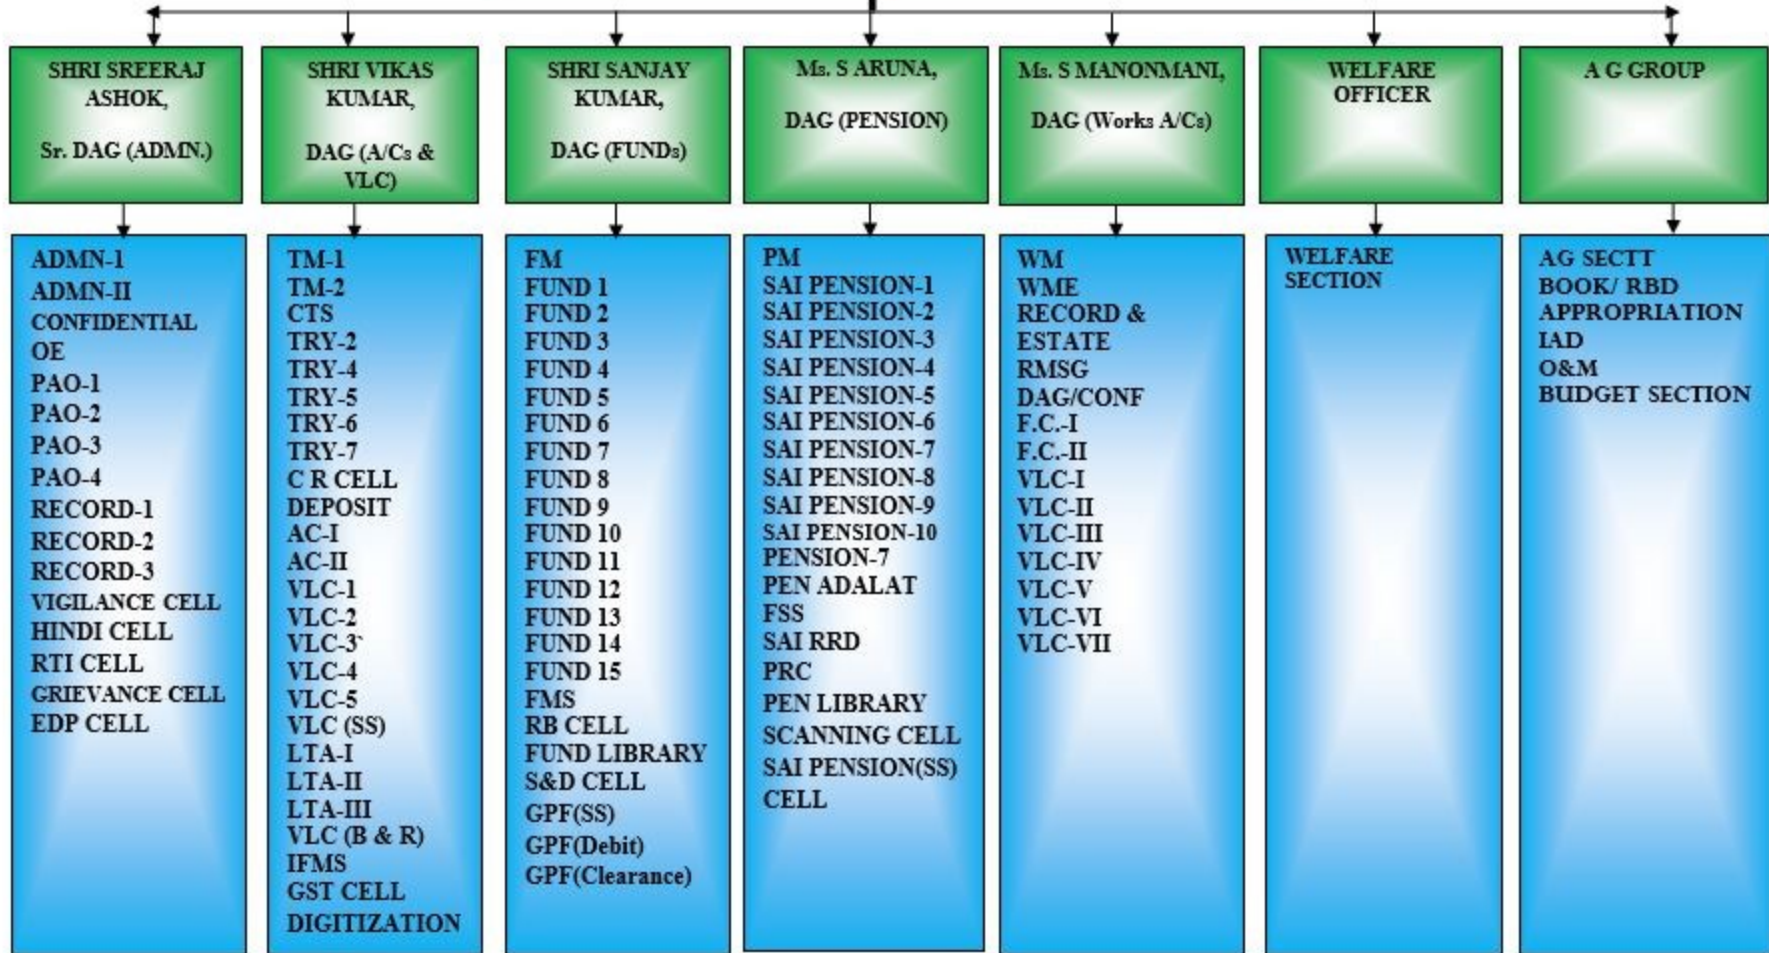 SHRI SREERAJ
ASHOK,
Sr. DAG (ADMN.)
SHRI VIKAS
KUMAR,
DAG (A/Cs &
VLC)
SHRI SANJAY
KUMAR,
DAG (FUNDs)
Ms. S ARUNA,
DAG (PENSION)
Ms. S MANONMANI,
DAG (Works A/Cs)
WELFARE
OFFICER
A G GROUP
ADMN-1
ADMN-II
CONFIDENTIAL
OE
PAO-1
PAO-2
PAO-3
PAO-4
RECORD-1
RECORD-2
RECORD-3
VIGILANCE CELL
HINDI CELL
RTI CELL
GRIEVANCE CELL
EDP CELL
TM-1
TM-2
CTS
TRY-2
TRY-4
TRY-5
TRY-6
TRY-7
C R CELL
DEPOSIT
AC-I
AC-II
VLC-1
VLC-2
VLC-3`
VLC-4
VLC-5
VLC (SS)
LTA-I
LTA-II
LTA-III
VLC (B & R)
IFMS
GST CELL
DIGITIZATION
FM
FUND 1
FUND 2
FUND 3
FUND 4
FUND 5
FUND 6
FUND 7
FUND 8
FUND 9
FUND 10
FUND 11
FUND 12
FUND 13
FUND 14
FUND 15
FMS
RB CELL
FUND LIBRARY
S&D CELL
GPF(SS)
GPF(Debit)
GPF(Clearance)
PM
SAI PENSION-1
SAI PENSION-2
SAI PENSION-3
SAI PENSION-4
SAI PENSION-5
SAI PENSION-6
SAI PENSION-7
SAI PENSION-8
SAI PENSION-9
SAI PENSION-10
PENSION-7
PEN ADALAT
FSS
SAI RRD
PRC
PEN LIBRARY
SCANNING CELL
SAI PENSION(SS)
CELL
WM
WME
RECORD &
ESTATE
RMSG
DAG/CONF
F.C.-I
F.C.-II
VLC-I
VLC-II
VLC-III
VLC-IV
VLC-V
VLC-VI
VLC-VII
WELFARE
SECTION
AG SECTT
BOOK/ RBD
APPROPRIATION
IAD
O&M
BUDGET SECTION